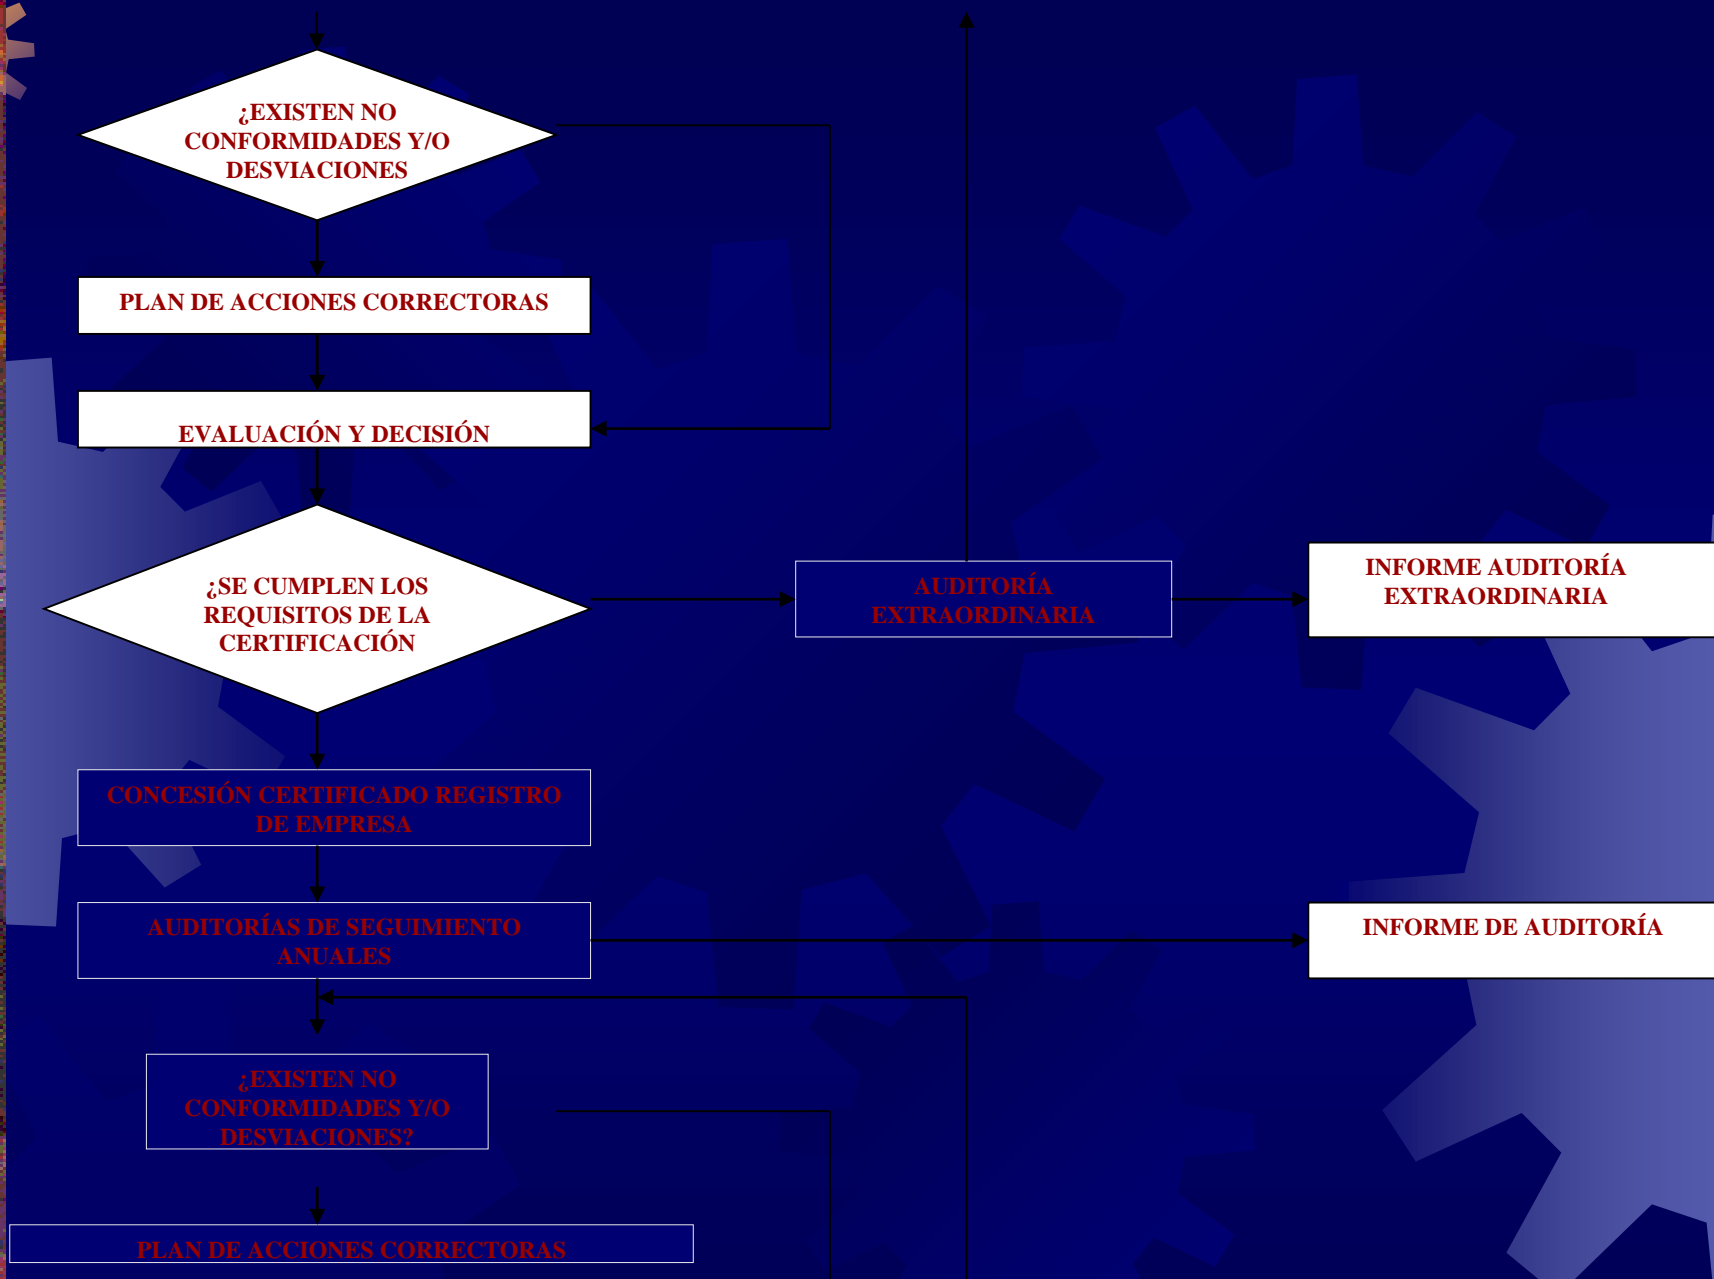 ¿EXISTEN NO
CONFORMIDADES Y/O
DESVIACIONES
PLAN DE ACCIONES CORRECTORAS
EVALUACIÓN Y DECISIÓN
¿SE CUMPLEN LOS
REQUISITOS DE LA
CERTIFICACIÓN
AUDITORÍA
EXTRAORDINARIA
INFORME AUDITORÍA
EXTRAORDINARIA
CONCESIÓN CERTIFICADO REGISTRO
DE EMPRESA
AUDITORÍAS DE SEGUIMIENTO
ANUALES
INFORME DE AUDITORÍA
¿EXISTEN NO
CONFORMIDADES Y/O
DESVIACIONES?
PLAN DE ACCIONES CORRECTORAS